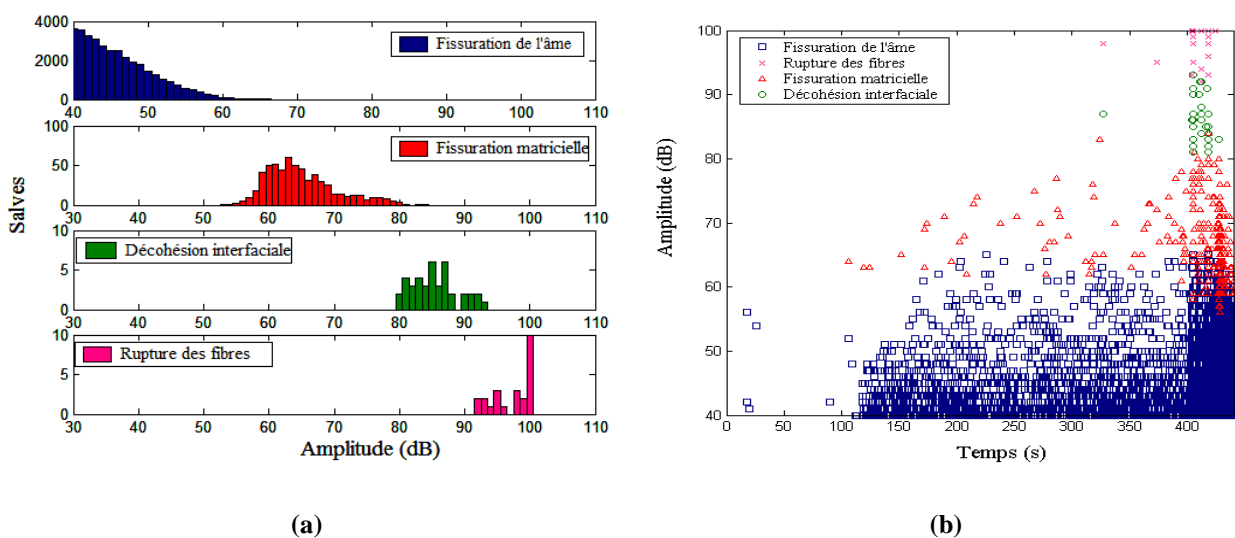 4000
2000
0
Fissuration de l'âme
40 50 60 70 80 90 100 110
100
50
0
Fissuration matricielle
30 40 50 60 70 80 90 100 110
10
5
0
Décohésion interfaciale
30 40 50 60 70 80 90 100 110
10
5
0
Rupture des fibres
30 40 50 60 70 80 90 100 110
Salves
Amplitude (dB)
(a)
100
90
80
70
60
50
40
Amplitude (dB)
Fissuration de l'âme
Rupture des fibres
Fissuration matricielle
Décohésion interfaciale
0 50 100 150 200 250 300 350 400
Temps (s)
(b)